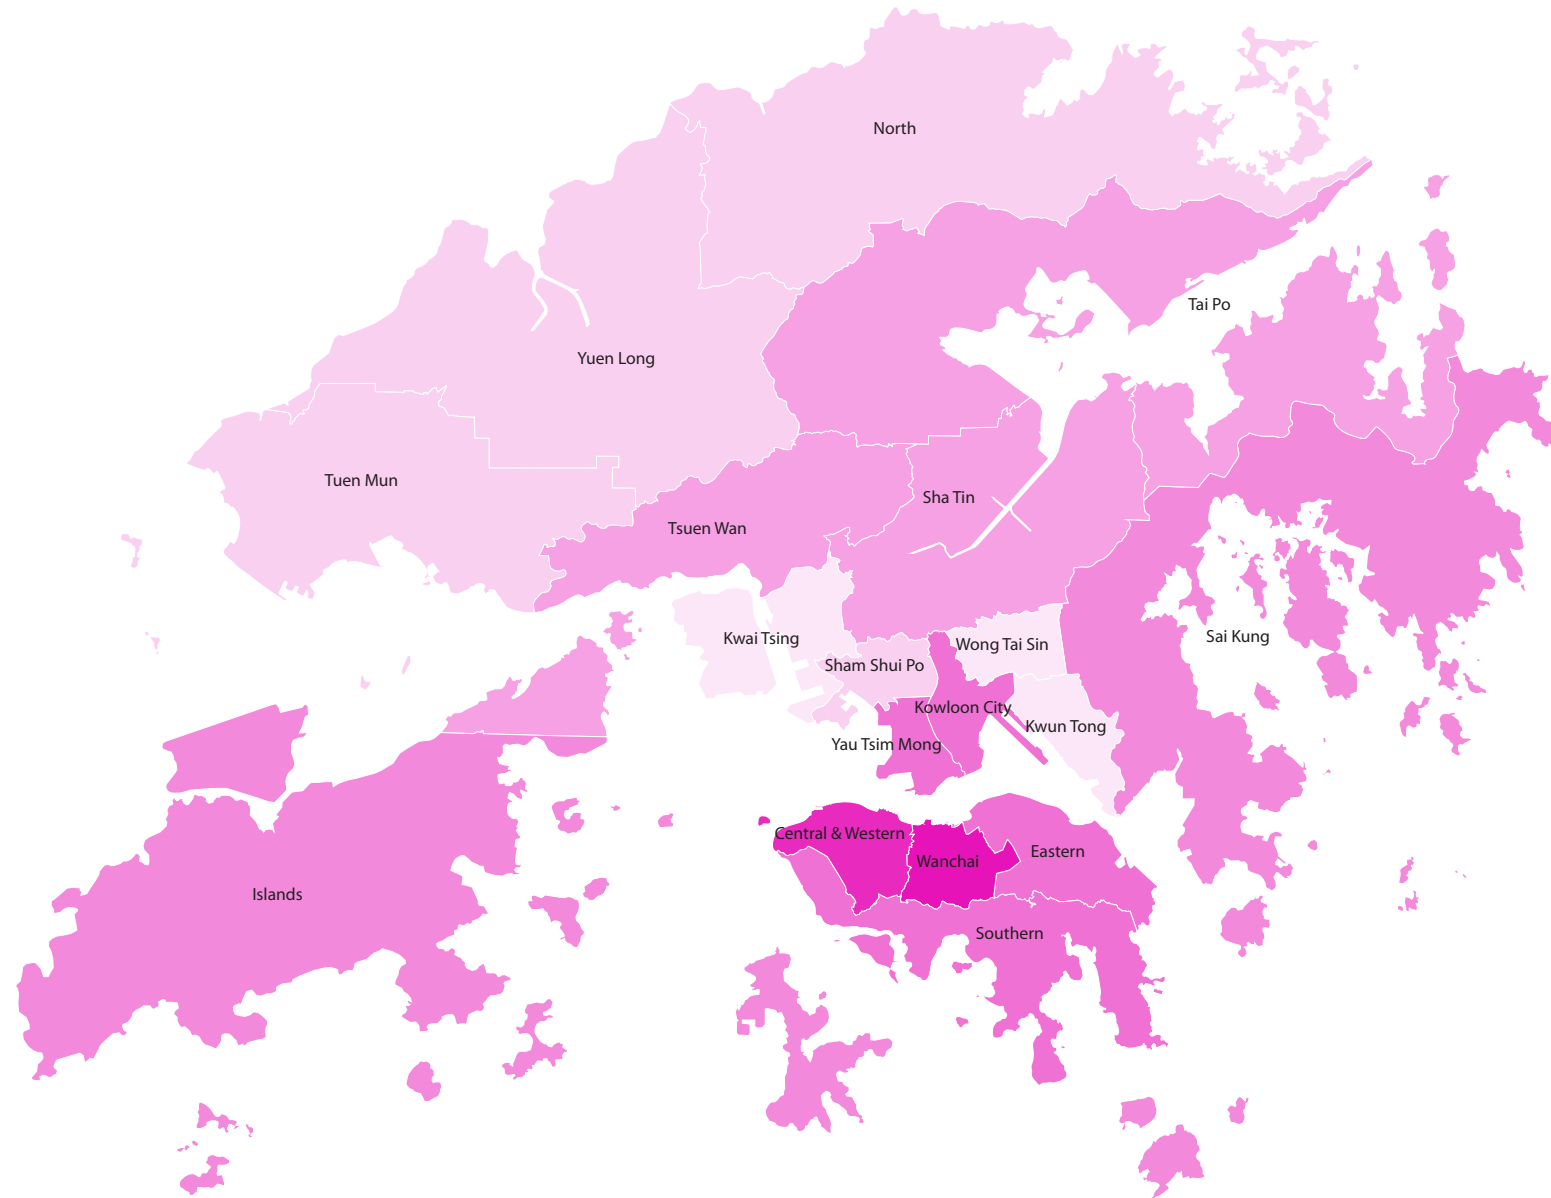 North
Tai Po
Yuen Long
Tuen Mun
Sha Tin
Tsuen Wan
Sai Kung
Kwai Tsing
Wong Tai Sin
Sham Shui Po
Kowloon City
Kwun Tong
Yau Tsim Mong
Central & Western
Eastern
Wanchai
Islands
Southern